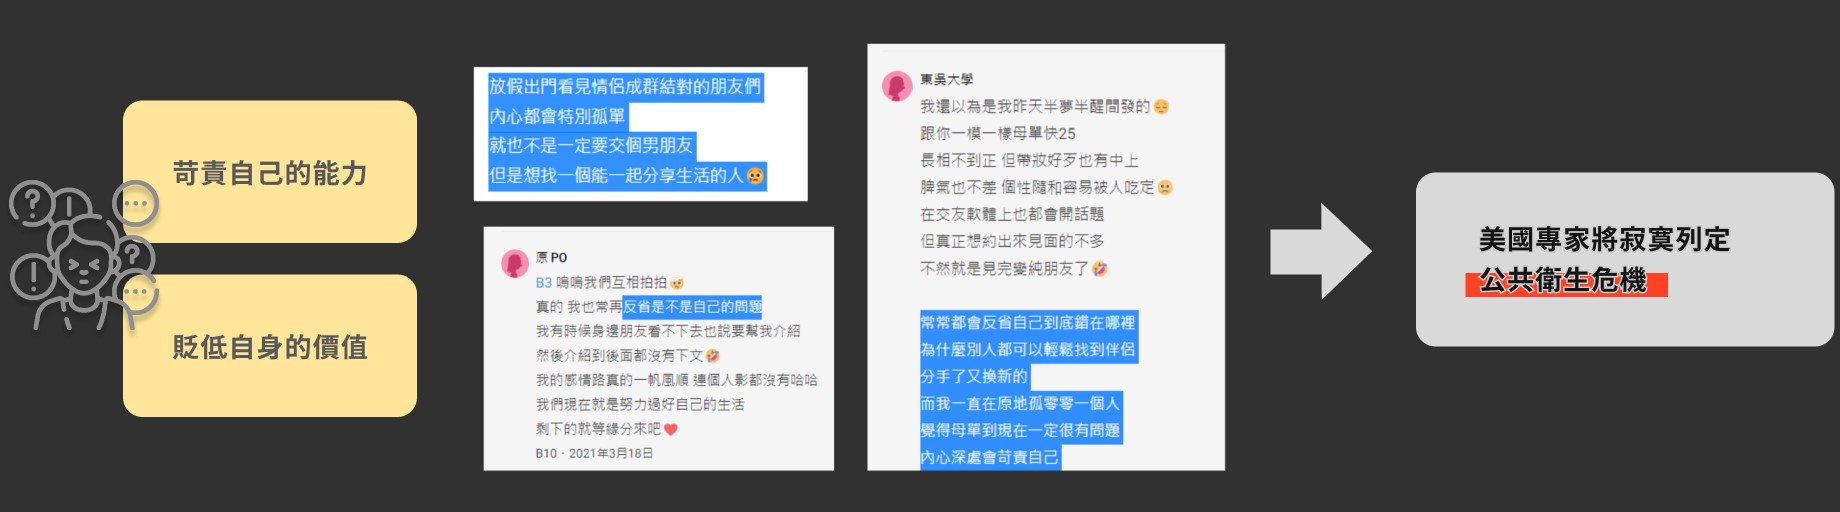 苛責自己的能力
貶低自身的價值
放假出門看見情侶成群結對的朋友們
內心都會特別孤單
就也不是一定要交個男朋友
但是想找一個能一起分享生活的人😢
原 PO
B3 嗚嗚我們互相拍拍🤕
真的 我也常再反省是不是自己的問題
我有時候身邊朋友看不下去也說要幫我介紹
然後介紹到後面都沒有下文🤣
我的感情路真的一帆風順 連個人影都沒有哈哈
我們現在就是努力過好自己的生活
剩下的就等緣分來吧❤️
B10・2021年3月18日
東吳大學
我還以為是我昨天半夢半醒間發的😔
跟你一模一樣母單快25
長相不到正 但帶妝好歹也有中上
脾氣也不差 個性隨和容易被人吃定🙁
在交友軟體上也都會開話題
但真正想約出來見面的不多
不然就是見完變純朋友了🤣
常常都會反省自己到底錯在哪裡
為什麼別人都可以輕鬆找到伴侶
分手了又換新的
而我一直在原地孤零零一個人
覺得母單到現在一定很有問題
內心深處會苛責自己
美國專家將寂寞列定
公共衛生危機